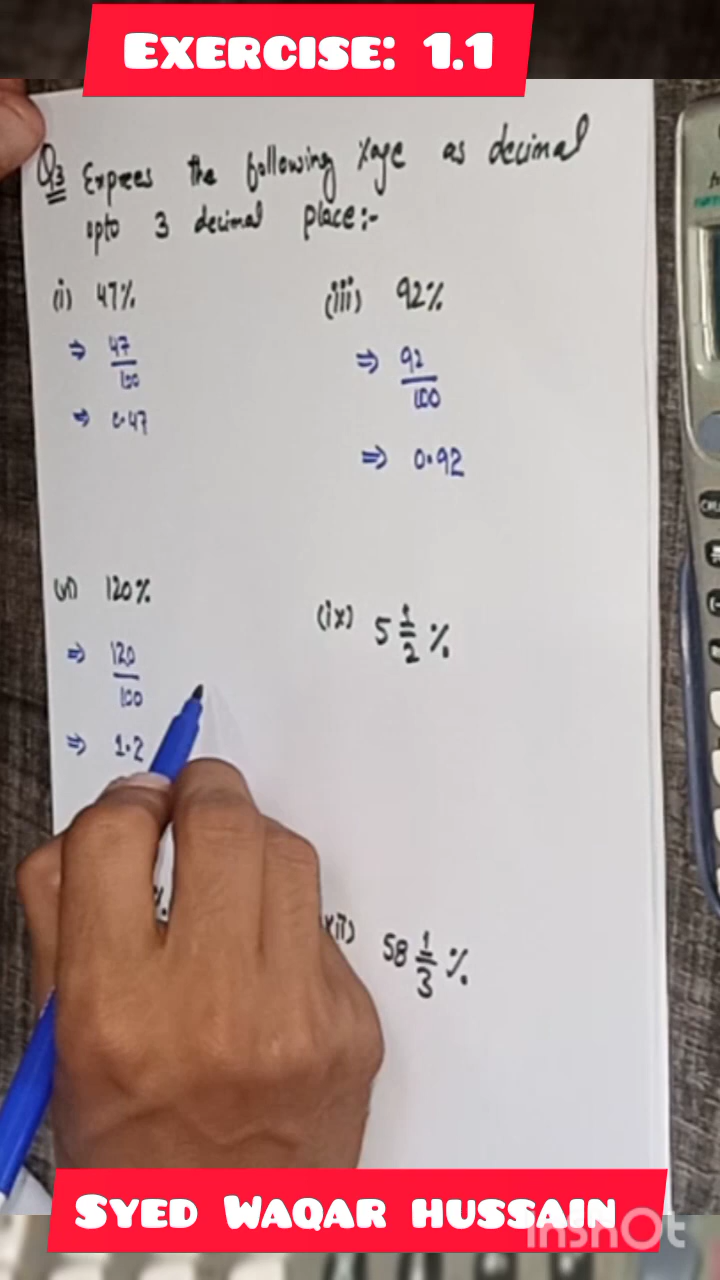 EXERCISE: 1.1
Q3 Exprees the following %age as decimal
upto 3 decimal place:-
(i) 47%
⇒ 47/100
⇒ 0.47
(iii) 92%
⇒ 92/100
⇒ 0.92
(vi) 120%
⇒ 120/100
⇒ 1.2
(ix) 5 1/2 %
%.
xii) 58 1/3 %
SYED WAQAR HUSSAIN
inshOt